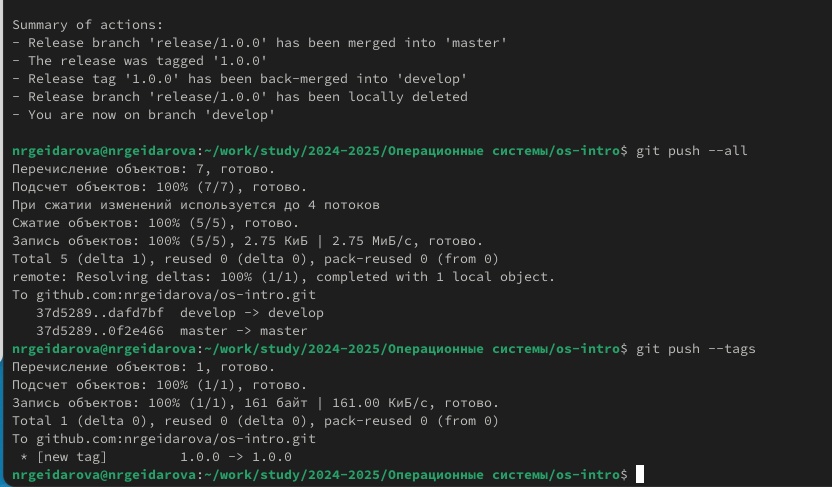 Summary of actions:
- Release branch 'release/1.0.0' has been merged into 'master'
- The release was tagged '1.0.0'
- Release tag '1.0.0' has been back-merged into 'develop'
- Release branch 'release/1.0.0' has been locally deleted
- You are now on branch 'develop'
nrgeidarova@nrgeidarova:~/work/study/2024-2025/Операционные системы/os-intro$ git push --all
Перечисление объектов: 7, готово.
Подсчет объектов: 100% (7/7), готово.
При сжатии изменений используется до 4 потоков
Сжатие объектов: 100% (5/5), готово.
Запись объектов: 100% (5/5), 2.75 КиБ | 2.75 МиБ/с, готово.
Total 5 (delta 1), reused 0 (delta 0), pack-reused 0 (from 0)
remote: Resolving deltas: 100% (1/1), completed with 1 local object.
To github.com:nrgeidarova/os-intro.git
   37d5289..dafd7bf  develop -> develop
   37d5289..0f2e466  master -> master
nrgeidarova@nrgeidarova:~/work/study/2024-2025/Операционные системы/os-intro$ git push --tags
Перечисление объектов: 1, готово.
Подсчет объектов: 100% (1/1), готово.
Запись объектов: 100% (1/1), 161 байт | 161.00 КиБ/с, готово.
Total 1 (delta 0), reused 0 (delta 0), pack-reused 0 (from 0)
To github.com:nrgeidarova/os-intro.git
 * [new tag]         1.0.0 -> 1.0.0
nrgeidarova@nrgeidarova:~/work/study/2024-2025/Операционные системы/os-intro$